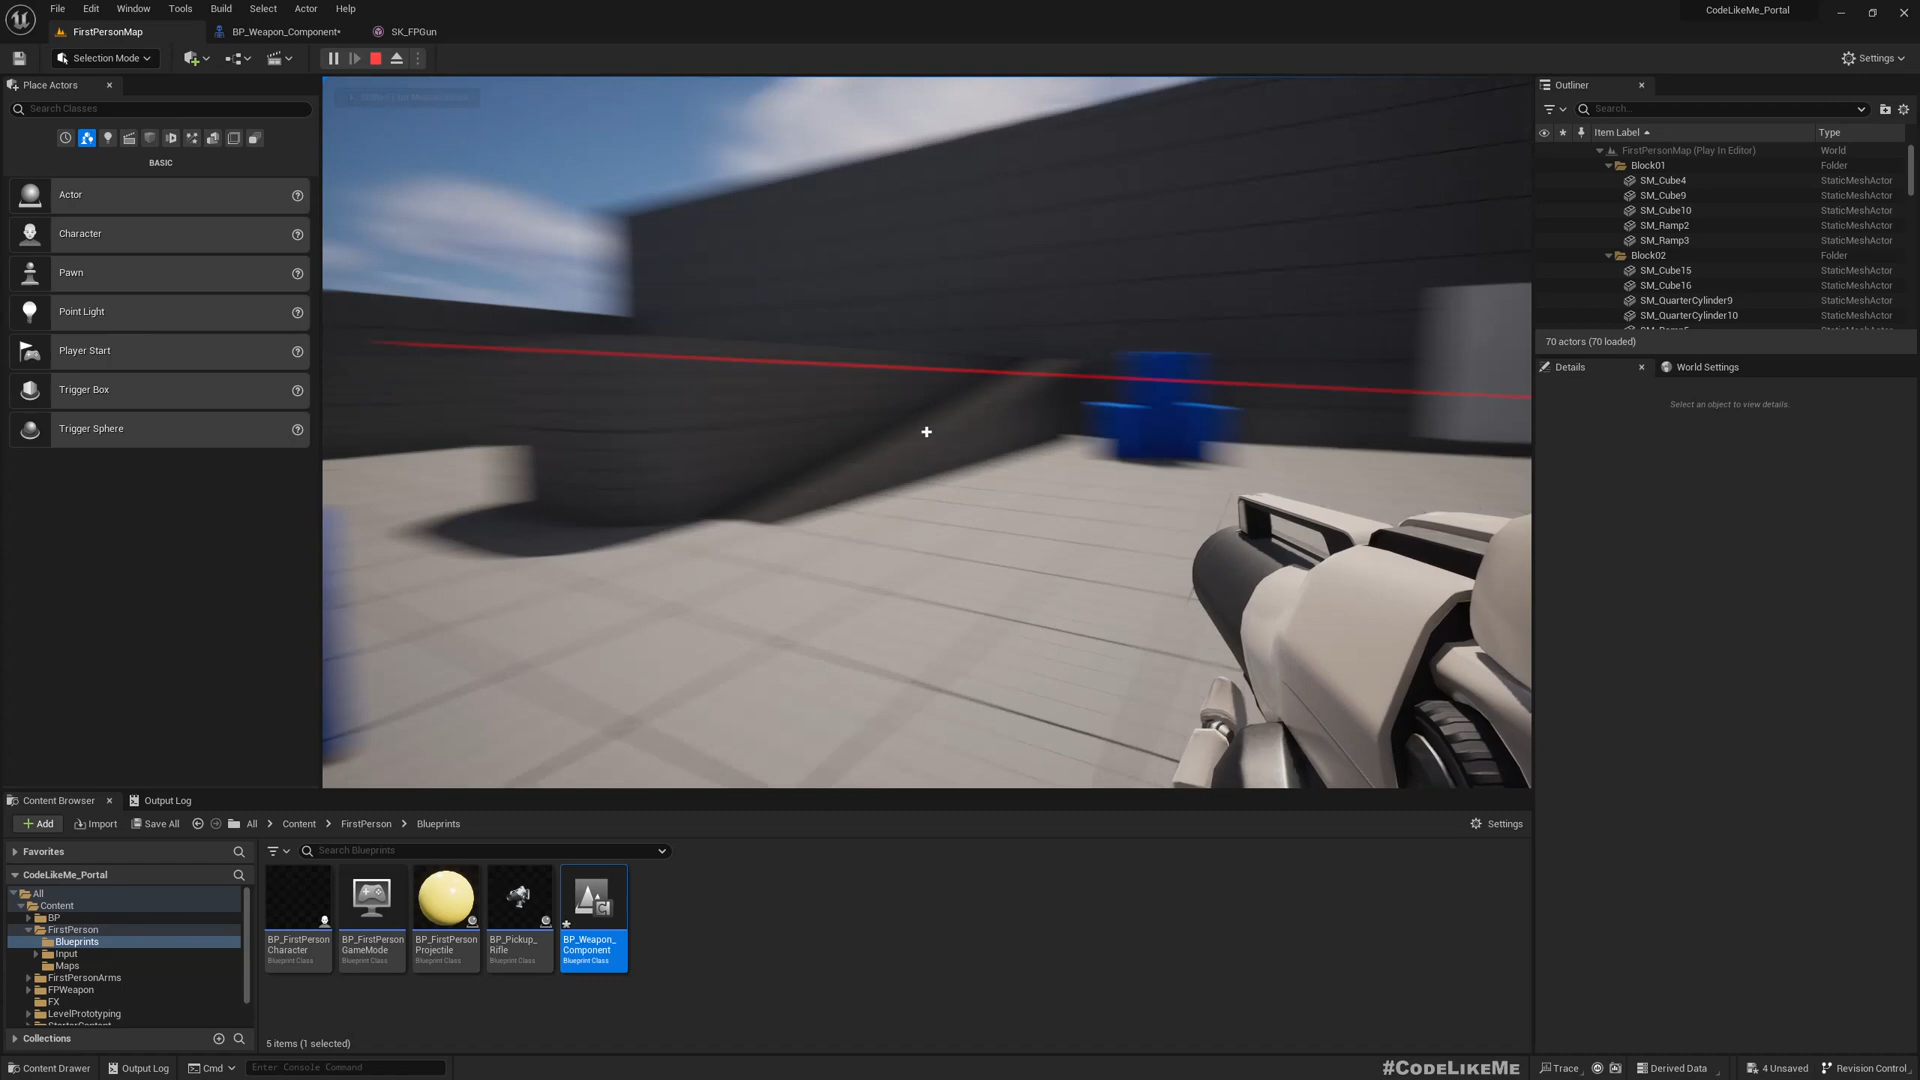 File Edit Window Tools Build Select Actor Help
CodeLikeMe_Portal
FirstPersonMap
BP_Weapon_Component*
SK_FPGun
Selection Mode
Settings
Place Actors
Search Classes
BASIC
Actor
Character
Pawn
Point Light
Player Start
Trigger Box
Trigger Sphere
Outliner
Search...
Item Label
Type
FirstPersonMap (Play In Editor) World
Block01 Folder
SM_Cube4 StaticMeshActor
SM_Cube9 StaticMeshActor
SM_Cube10 StaticMeshActor
SM_Ramp2 StaticMeshActor
SM_Ramp3 StaticMeshActor
Block02 Folder
SM_Cube15 StaticMeshActor
SM_Cube16 StaticMeshActor
SM_QuarterCylinder9 StaticMeshActor
SM_QuarterCylinder10 StaticMeshActor
70 actors (70 loaded)
Details
World Settings
Select an object to view details.
Content Browser
Output Log
Add
Import
Save All
All
Content
FirstPerson
Blueprints
Settings
Favorites
CodeLikeMe_Portal
All
Content
BP
FirstPerson
Blueprints
Input
Maps
FirstPersonArms
FPWeapon
FX
LevelPrototyping
Collections
Search Blueprints
BP_FirstPerson
Character
Blueprint Class
BP_FirstPerson
GameMode
Blueprint Class
BP_FirstPerson
Projectile
Blueprint Class
BP_Pickup_
Rifle
Blueprint Class
BP_Weapon_
Component
Blueprint Class
5 items (1 selected)
Content Drawer
Output Log
Cmd
Enter Console Command
#CodeLikeMe
Trace
Derived Data
4 Unsaved
Revision Control